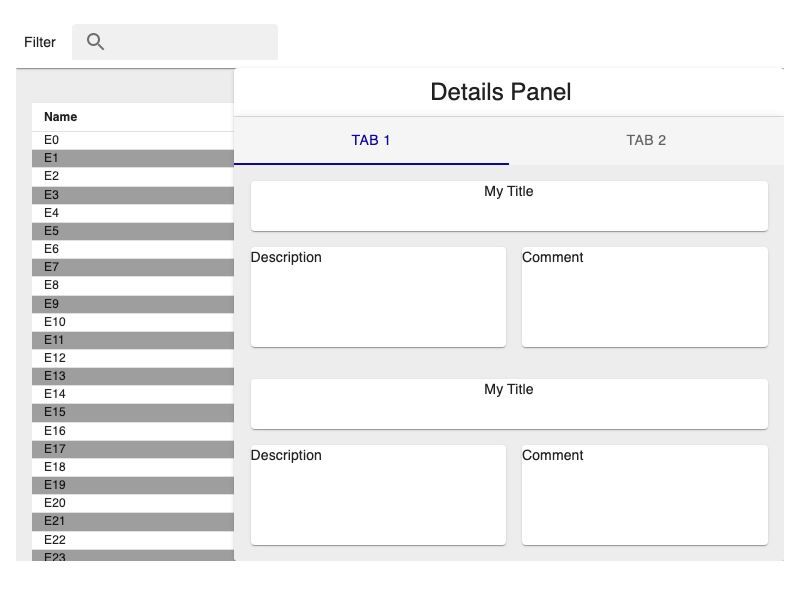 Filter
Details Panel
TAB 1 TAB 2
Name
E0
E1
E2
E3
E4
E5
E6
E7
E8
E9
E10
E11
E12
E13
E14
E15
E16
E17
E18
E19
E20
E21
E22
E23
My Title
Description Comment
My Title
Description Comment